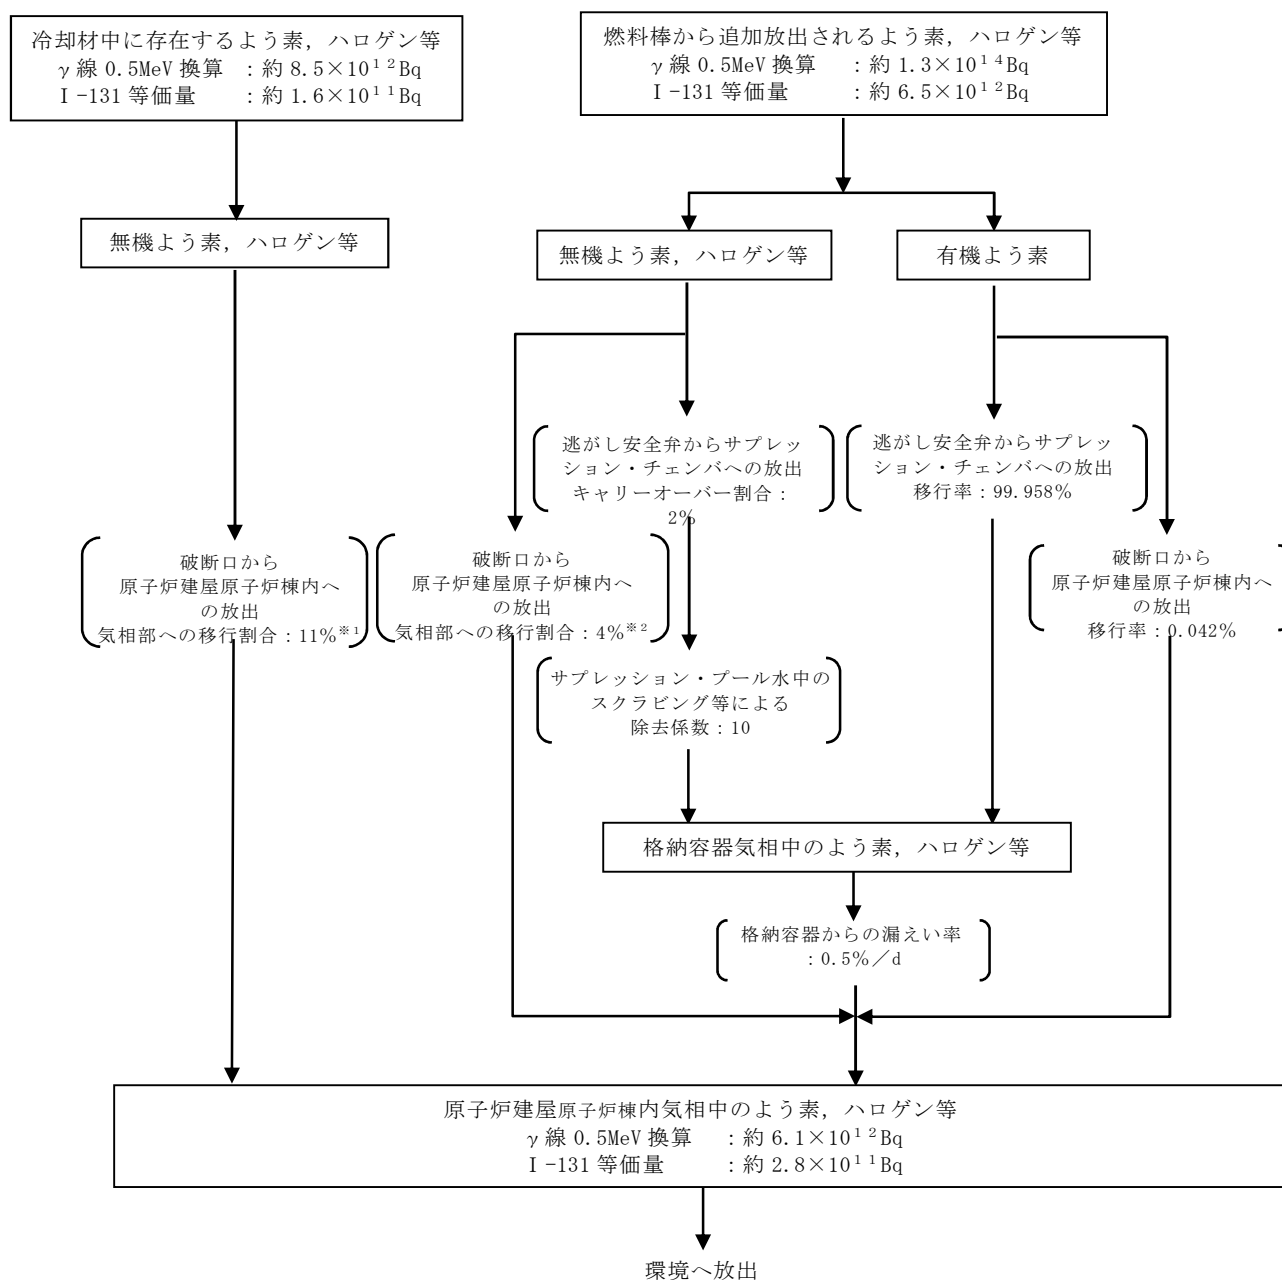 冷却材中に存在するよう素，ハロゲン等
γ線 0.5MeV 換算　：約 8.5×10¹²Bq
Ｉ-131 等価量　：約 1.6×10¹¹Bq
燃料棒から追加放出されるよう素，ハロゲン等
γ線 0.5MeV 換算　：約 1.3×10¹⁴Bq
Ｉ-131 等価量　：約 6.5×10¹²Bq
無機よう素，ハロゲン等
無機よう素，ハロゲン等
有機よう素
逃がし安全弁からサプレッ
ション・チェンバへの放出
キャリーオーバー割合：
2%
逃がし安全弁からサプレッ
ション・チェンバへの放出
移行率：99.958%
破断口から
原子炉建屋原子炉棟内へ
の放出
気相部への移行割合：11%※1
破断口から
原子炉建屋原子炉棟内へ
の放出
気相部への移行割合：4%※2
破断口から
原子炉建屋原子炉棟内へ
の放出
移行率：0.042%
サプレッション・プール水中の
スクラビング等による
除去係数：10
格納容器気相中のよう素，ハロゲン等
格納容器からの漏えい率
：0.5%／d
原子炉建屋原子炉棟内気相中のよう素，ハロゲン等
γ線 0.5MeV 換算　：約 6.1×10¹²Bq
Ｉ-131 等価量　：約 2.8×10¹¹Bq
環境へ放出